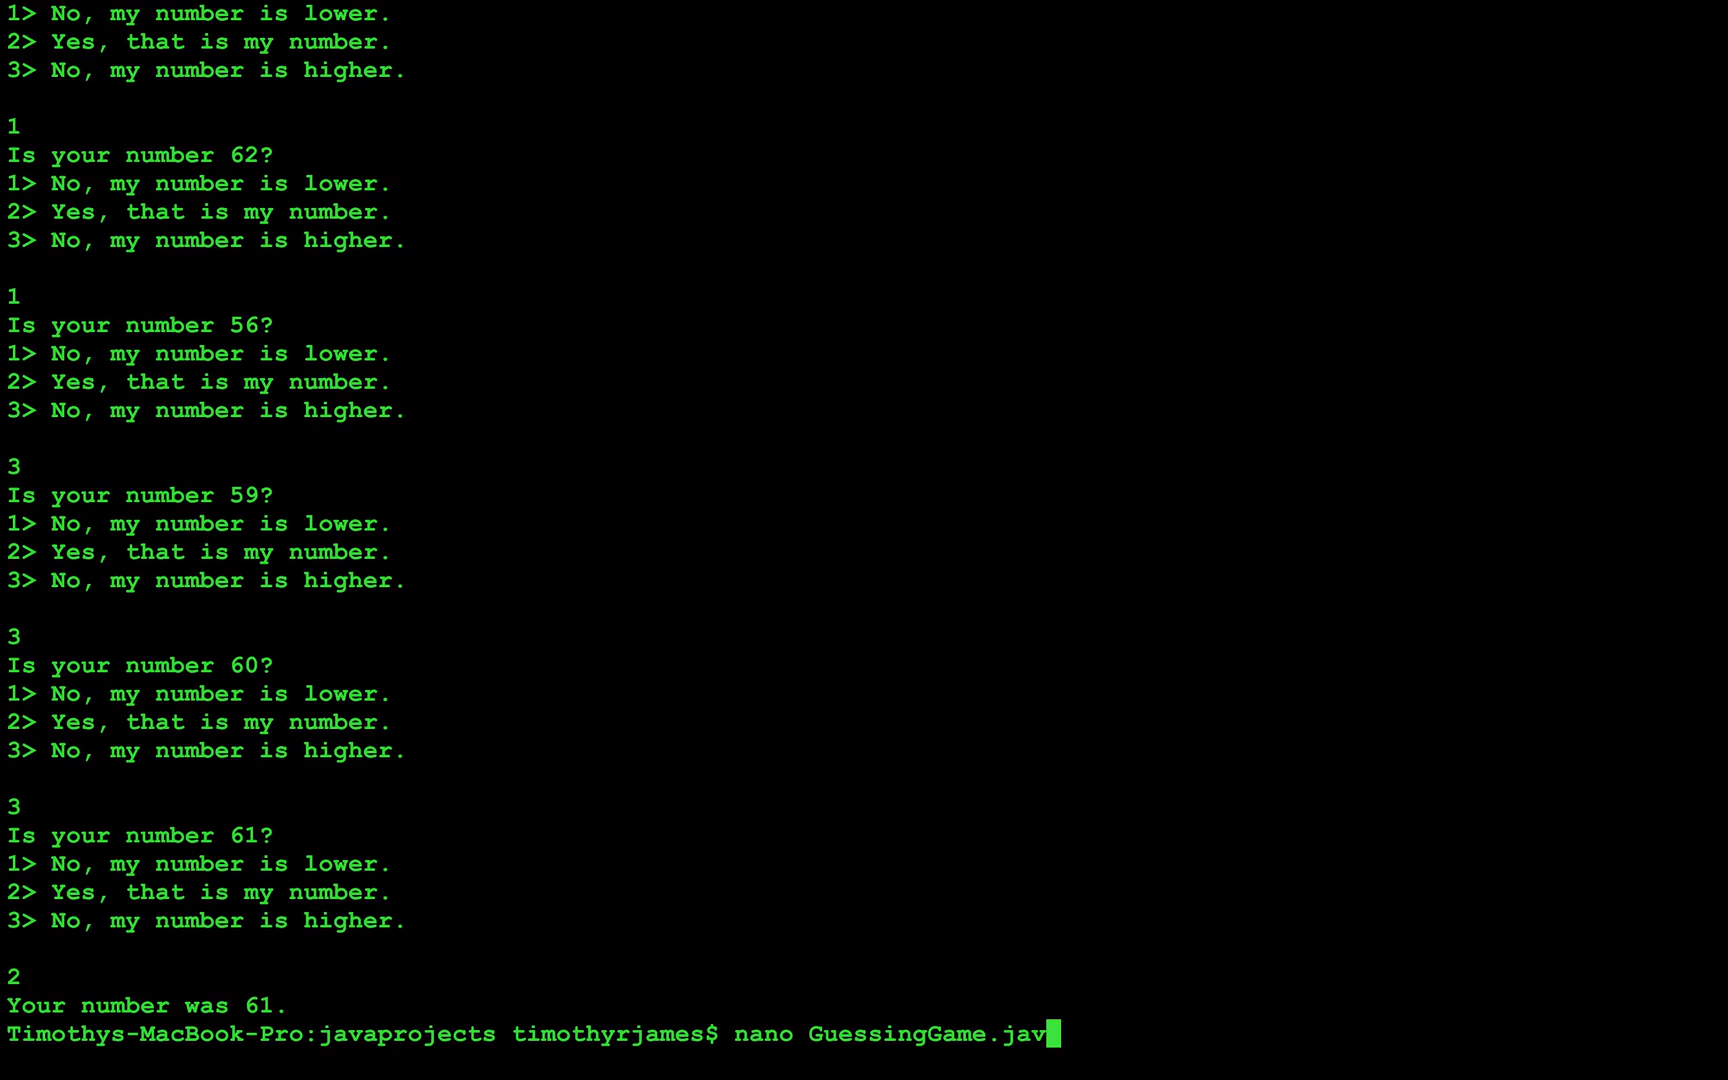 1> No, my number is lower.
2> Yes, that is my number.
3> No, my number is higher.
1
Is your number 62?
1> No, my number is lower.
2> Yes, that is my number.
3> No, my number is higher.
1
Is your number 56?
1> No, my number is lower.
2> Yes, that is my number.
3> No, my number is higher.
3
Is your number 59?
1> No, my number is lower.
2> Yes, that is my number.
3> No, my number is higher.
3
Is your number 60?
1> No, my number is lower.
2> Yes, that is my number.
3> No, my number is higher.
3
Is your number 61?
1> No, my number is lower.
2> Yes, that is my number.
3> No, my number is higher.
2
Your number was 61.
Timothys-MacBook-Pro:javaprojects timothyrjames$ nano GuessingGame.jav